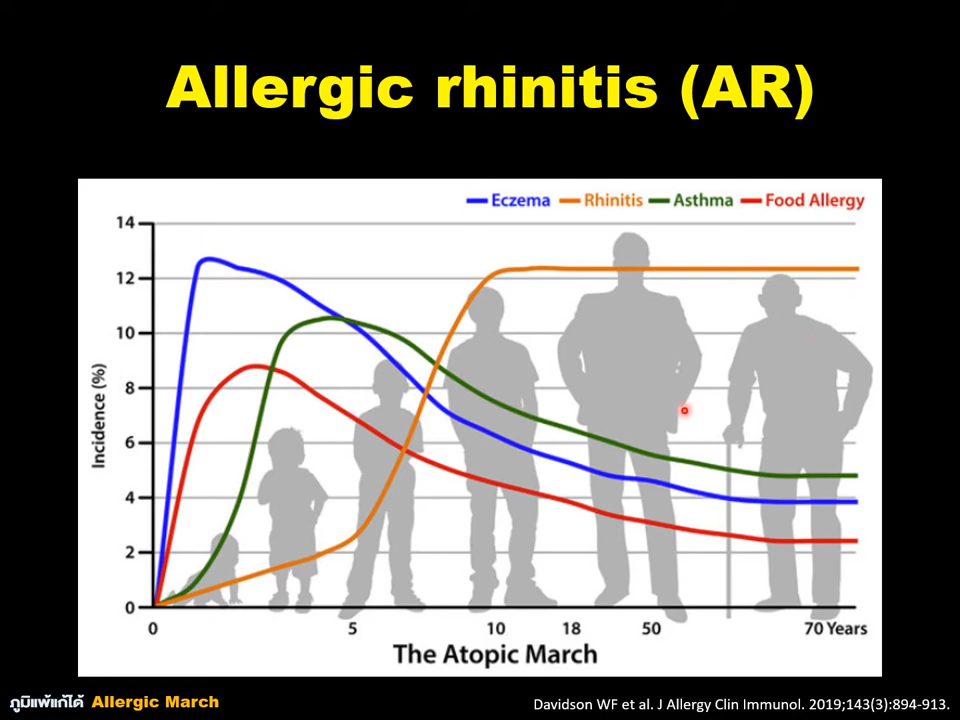 Allergic rhinitis (AR)
Eczema Rhinitis Asthma Food Allergy
14
12
10
8
6
4
2
0
Incidence (%)
0 5 10 18 50 70 Years
The Atopic March
ภูมิแพ้แก้ได้ Allergic March
Davidson WF et al. J Allergy Clin Immunol. 2019;143(3):894-913.